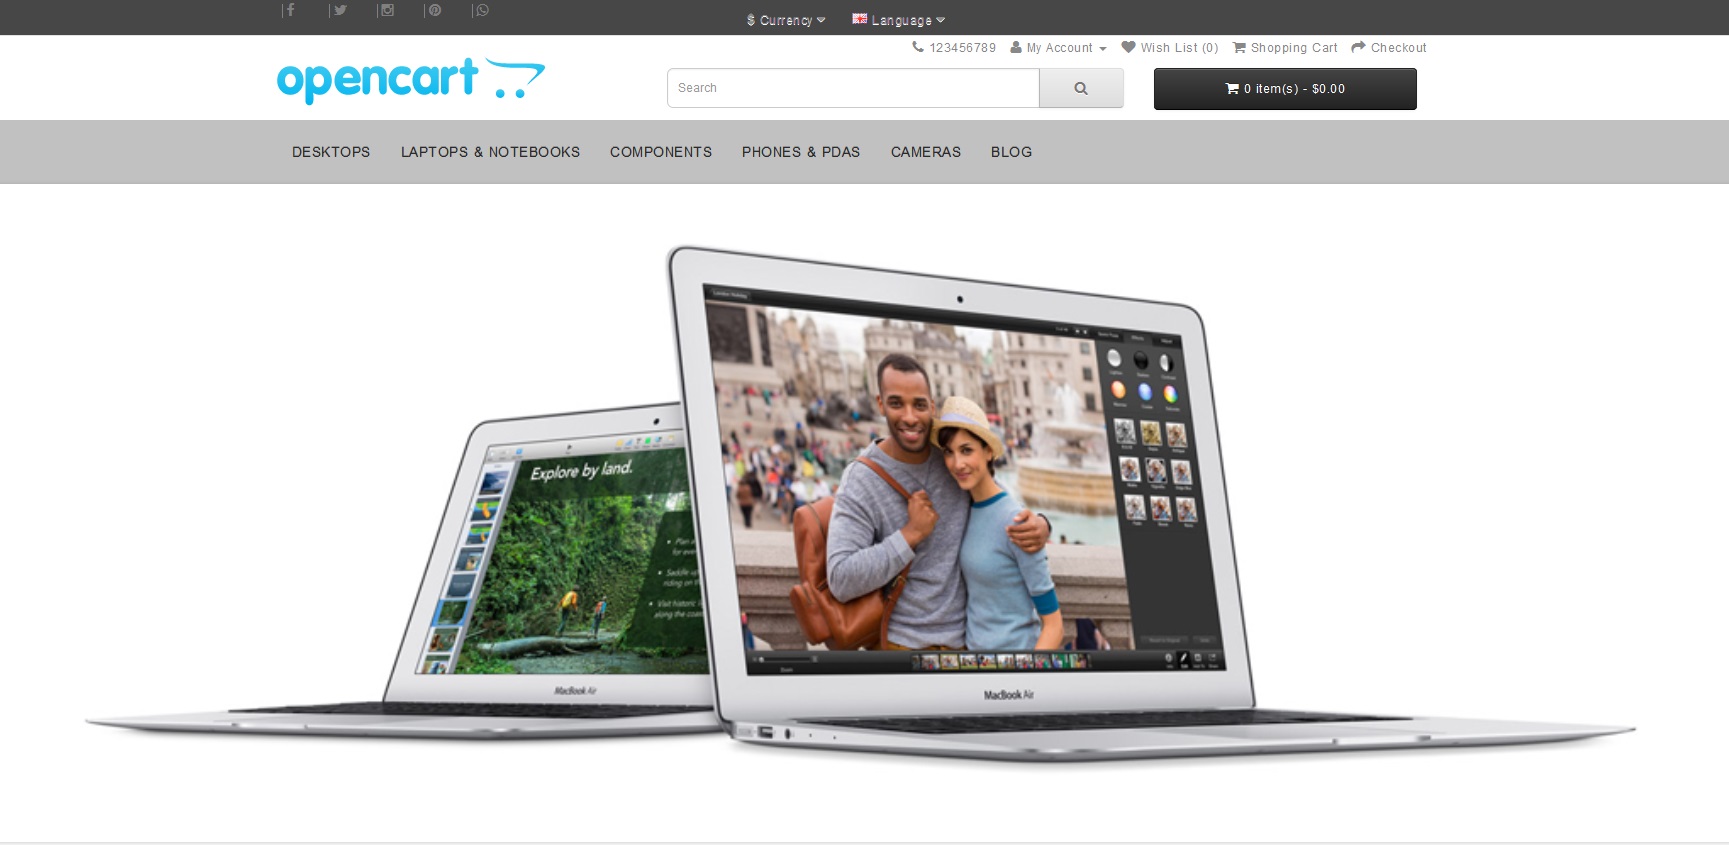 $ Currency
Language
123456789
My Account
Wish List (0)
Shopping Cart
Checkout
opencart
Search
0 item(s) - $0.00
DESKTOPS
LAPTOPS & NOTEBOOKS
COMPONENTS
PHONES & PDAS
CAMERAS
BLOG
Explore by land.
MacBook Air
MacBook Air